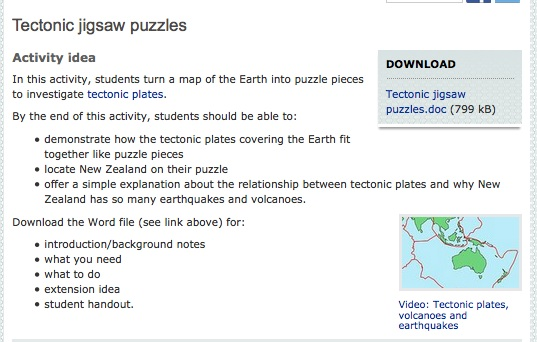 Tectonic jigsaw puzzles
Activity idea
In this activity, students turn a map of the Earth into puzzle pieces
to investigate tectonic plates.
By the end of this activity, students should be able to:
• demonstrate how the tectonic plates covering the Earth fit
together like puzzle pieces
• locate New Zealand on their puzzle
• offer a simple explanation about the relationship between tectonic plates and why New
Zealand has so many earthquakes and volcanoes.
Download the Word file (see link above) for:
• introduction/background notes
• what you need
• what to do
• extension idea
• student handout.
DOWNLOAD
Tectonic jigsaw
puzzles.doc (799 kB)
Video: Tectonic plates,
volcanoes and
earthquakes